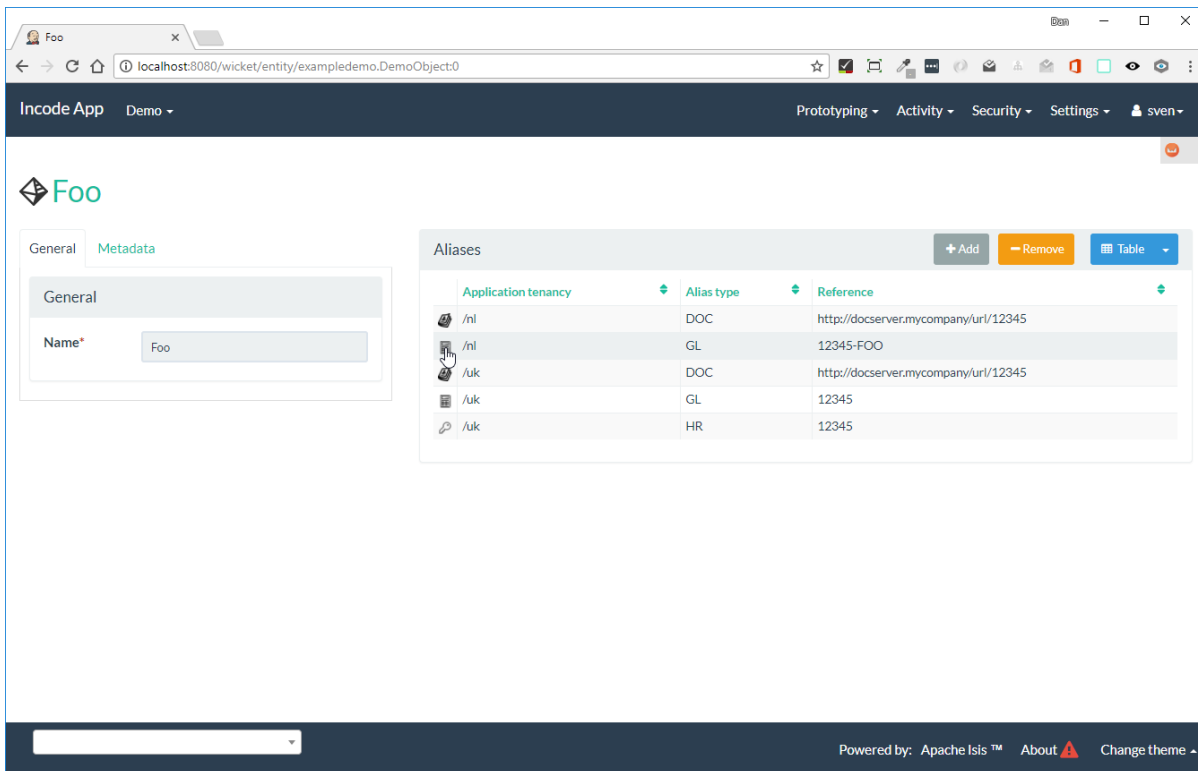 Foo
Dan
localhost:8080/wicket/entity/exampledemo.DemoObject:0
Incode App Demo Prototyping Activity Security Settings sven
Foo
General Metadata
General
Name* Foo
Aliases +Add −Remove Table
Application tenancy Alias type Reference
/nl DOC http://docserver.mycompany/url/12345
/nl GL 12345-FOO
/uk DOC http://docserver.mycompany/url/12345
/uk GL 12345
/uk HR 12345
Powered by: Apache Isis ™ About Change theme